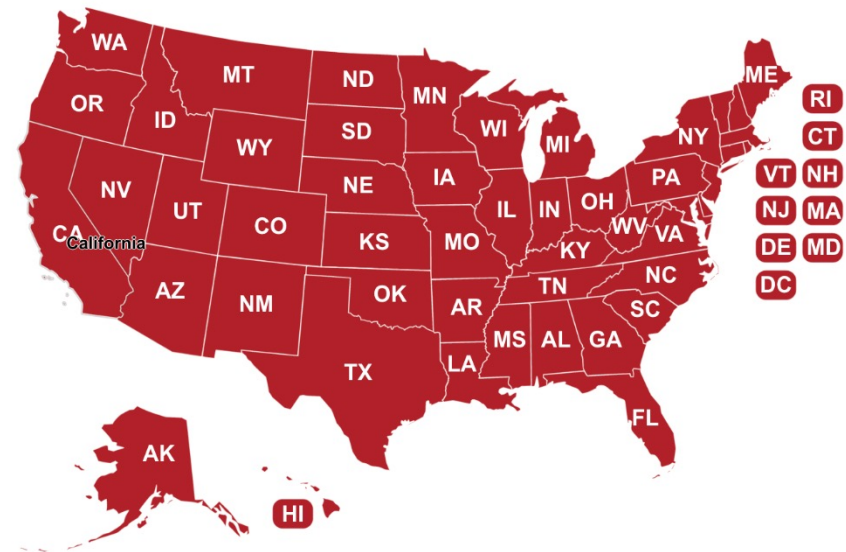 WA
MT
ND
MN
ME
OR
ID
SD
WI
MI
NY
RI
WY
CT
NV
NE
IA
PA
VT NH
UT
CO
IL
IN
OH
WV
VA
NJ MA
CA
California
KS
MO
KY
DE MD
AZ
NM
OK
AR
TN
NC
SC
DC
TX
LA
MS
AL
GA
FL
AK
HI